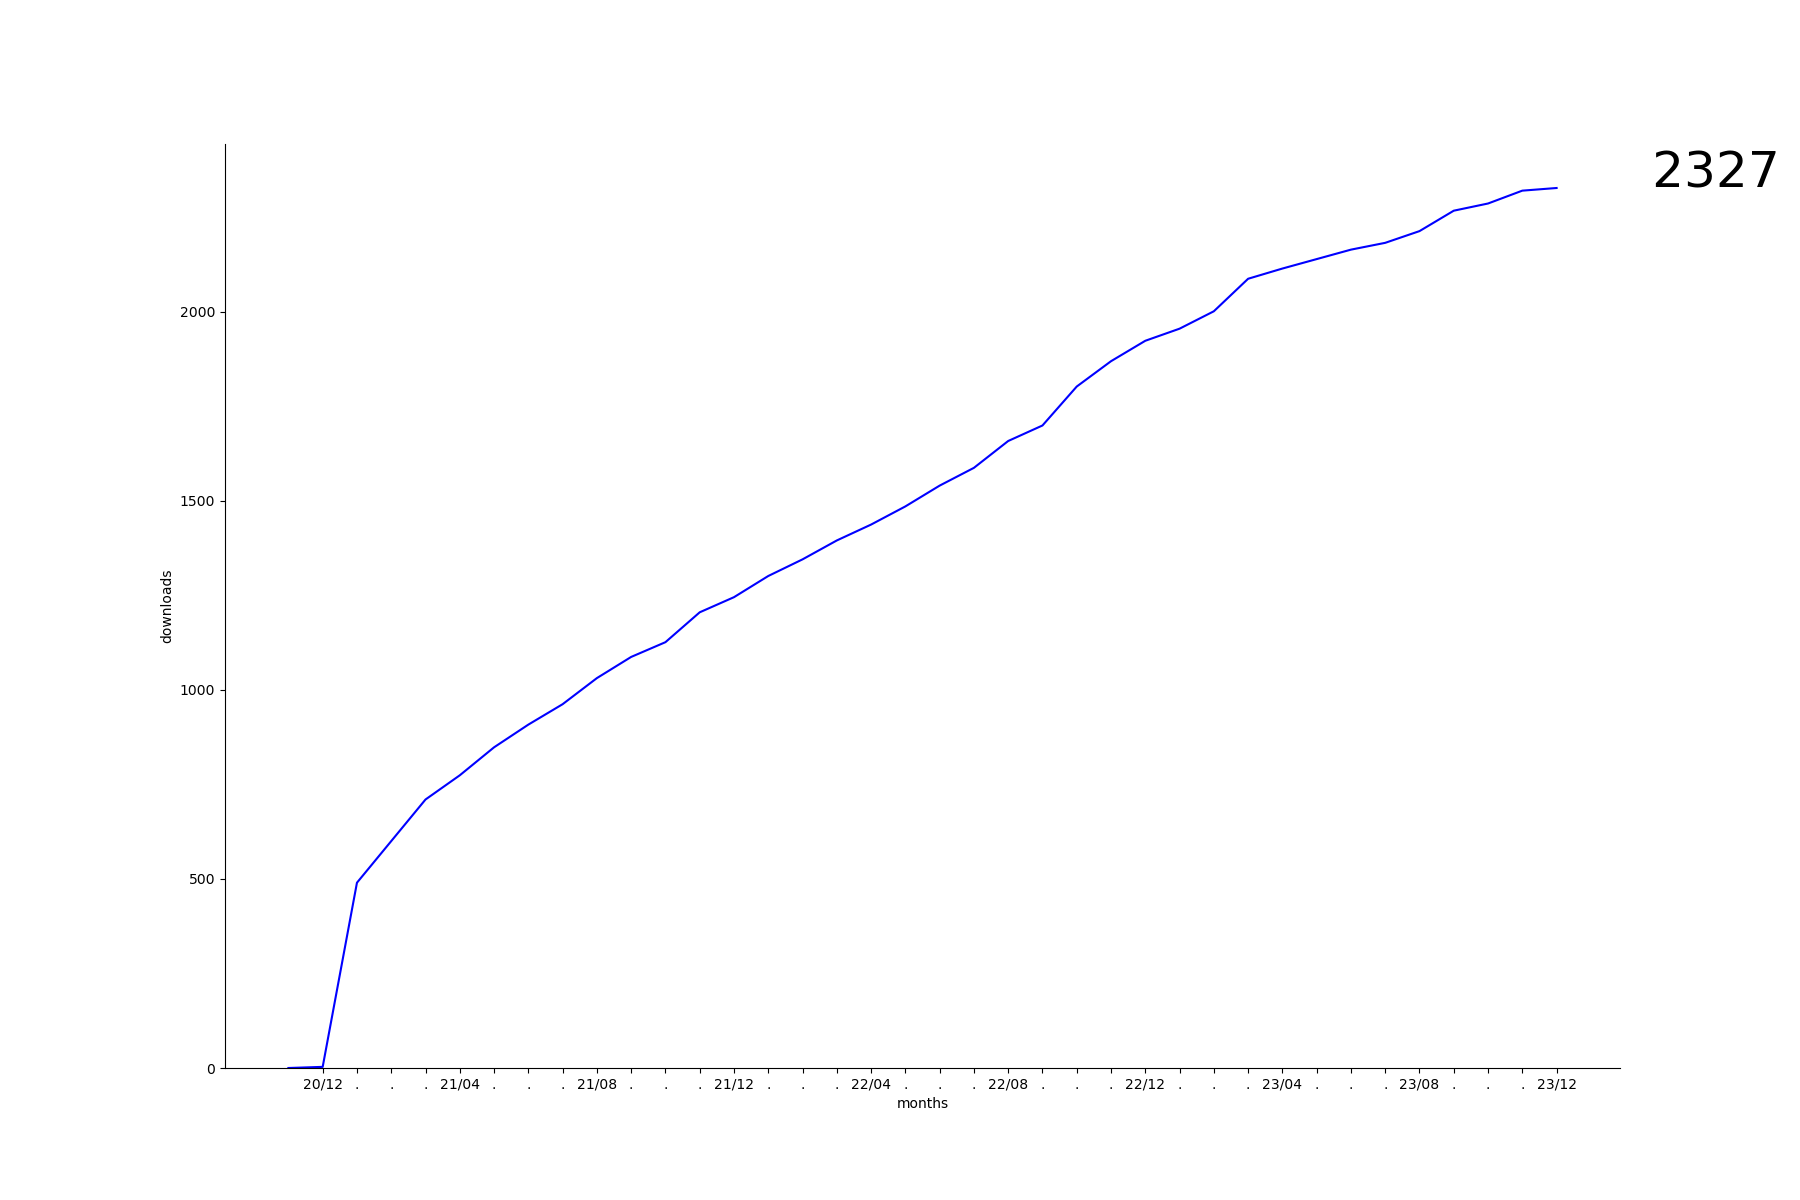 2327
2000
1500
1000
500
0
downloads
20/12 . . . 21/04 . . . 21/08 . . . 21/12 . . . 22/04 . . . 22/08 . . . 22/12 . . . 23/04 . . . 23/08 . . . 23/12
months